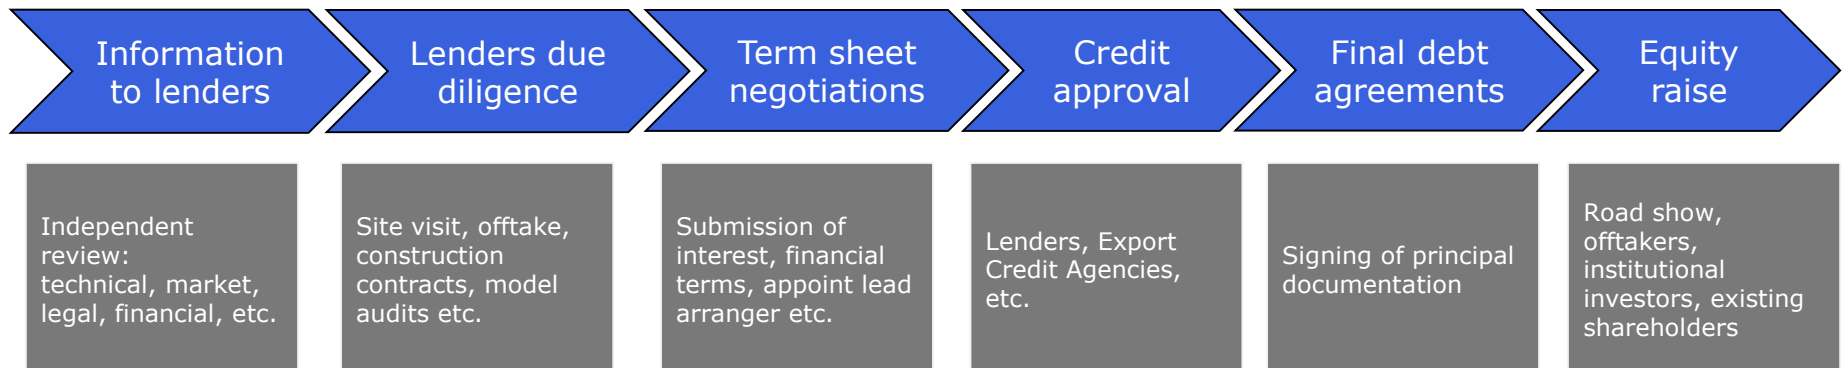 Information
to lenders
Lenders due
diligence
Term sheet
negotiations
Credit
approval
Final debt
agreements
Equity
raise
Independent
review:
technical, market,
legal, financial, etc.
Site visit, offtake,
construction
contracts, model
audits etc.
Submission of
interest, financial
terms, appoint lead
arranger etc.
Lenders, Export
Credit Agencies,
etc.
Signing of principal
documentation
Road show,
offtakers,
institutional
investors, existing
shareholders